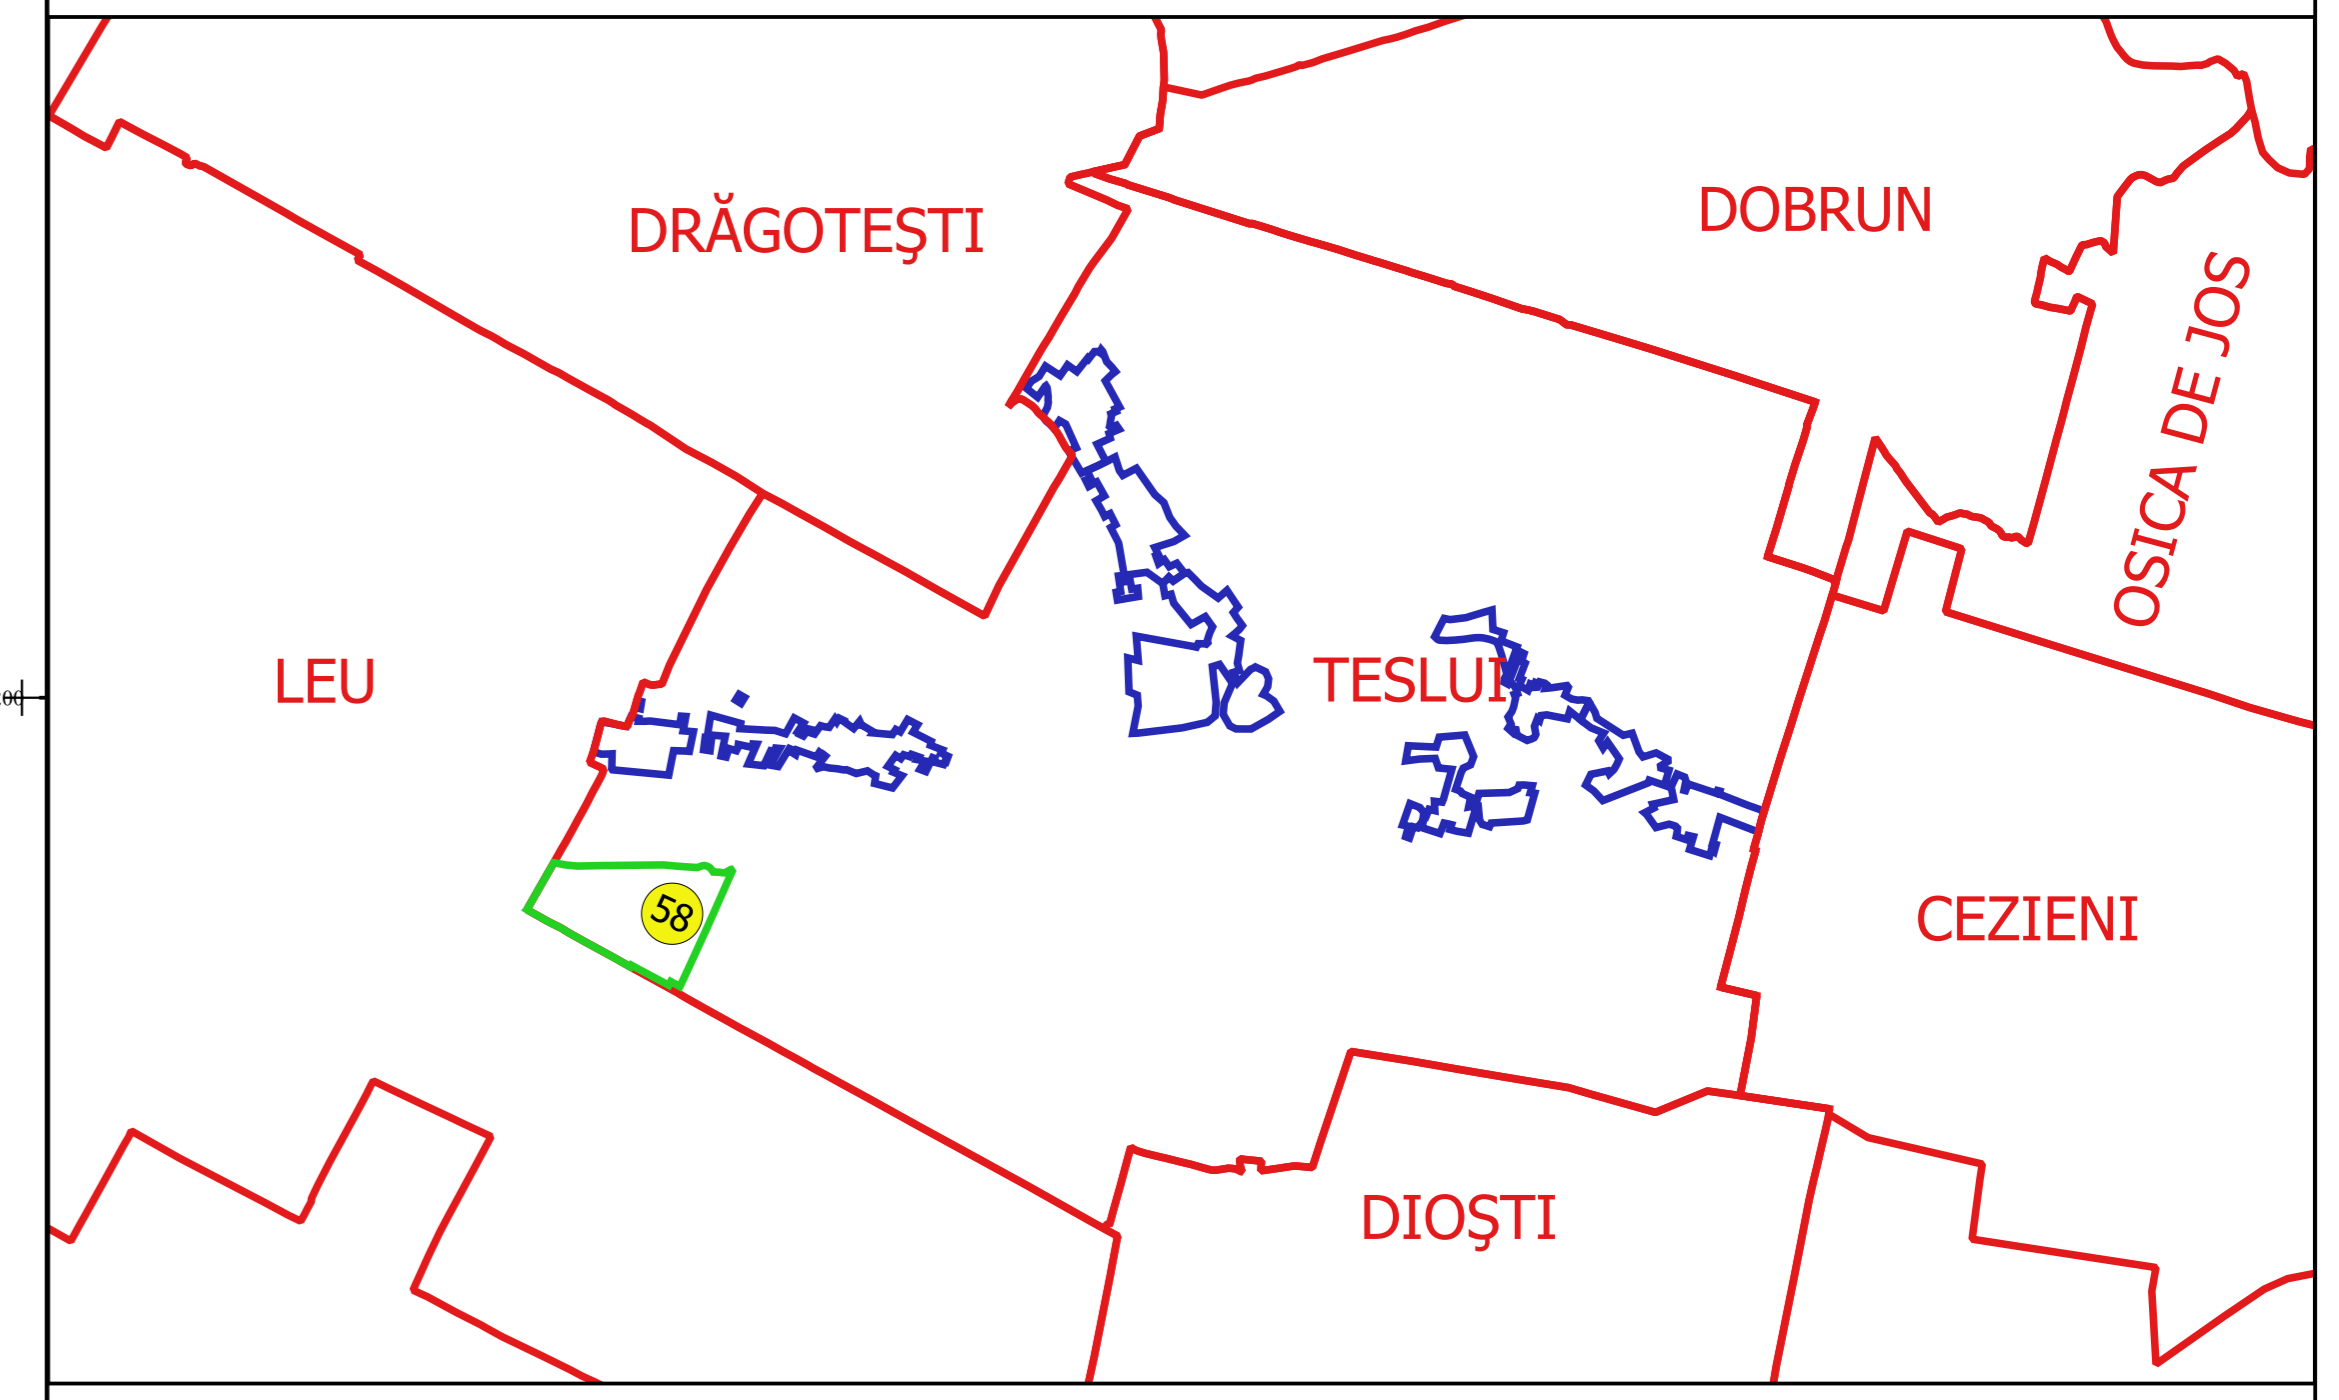 DRĂGOTEŞTI
DOBRUN
OSICA DE JOS
LEU
TESLUI
58
CEZIENI
DIOŞTI